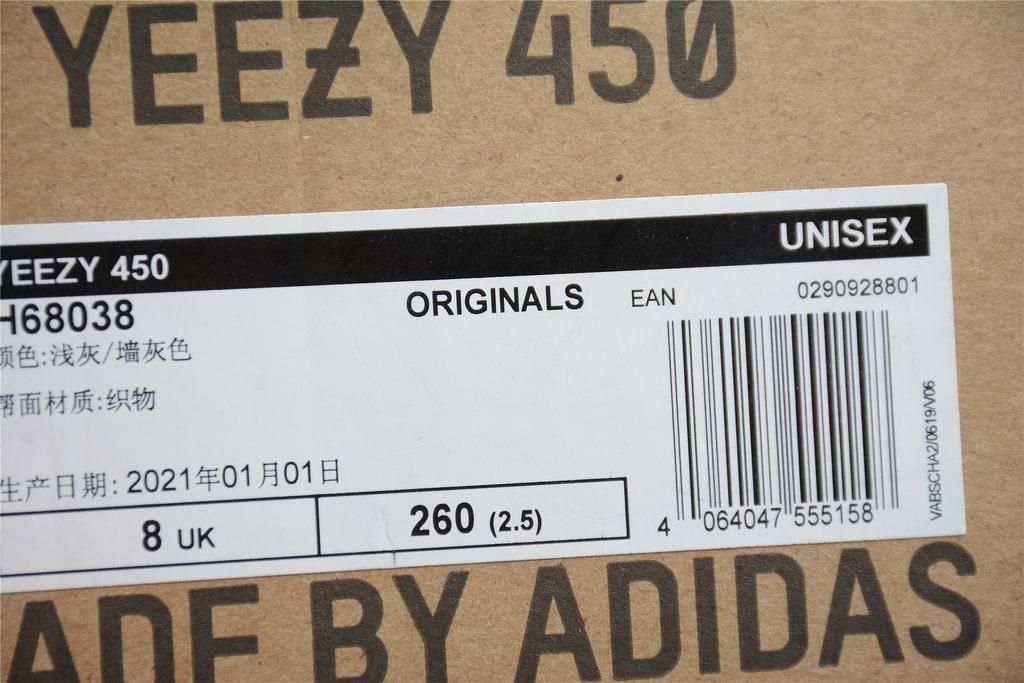 YEEZY 450
YEEZY 450 UNISEX
H68038 ORIGINALS EAN 0290928801
颜色:浅灰/墙灰色
帮面材质:织物
生产日期: 2021年01月01日
8 UK 260 (2.5)
4 064047 555158
VABSCHA2/0619/V06
ADE BY ADIDAS